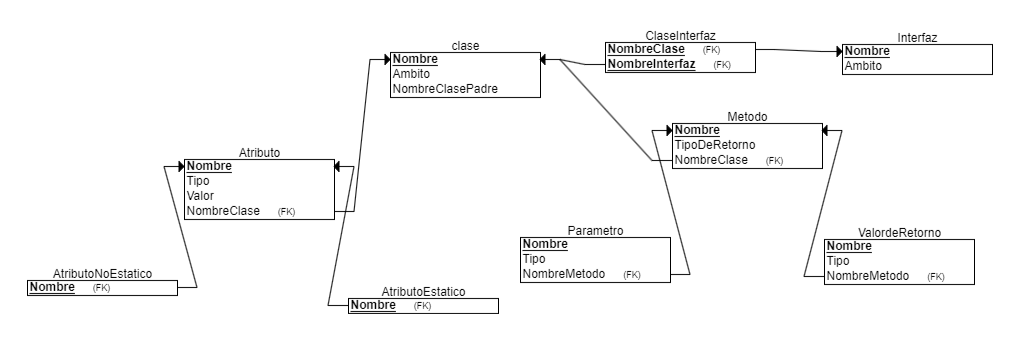 clase
Nombre
Ambito
NombreClasePadre
ClaseInterfaz
NombreClase (FK)
NombreInterfaz (FK)
Interfaz
Nombre
Ambito
Metodo
Nombre
TipoDeRetorno
NombreClase (FK)
Atributo
Nombre
Tipo
Valor
NombreClase (FK)
Parametro
Nombre
Tipo
NombreMetodo (FK)
ValordeRetorno
Nombre
Tipo
NombreMetodo (FK)
AtributoNoEstatico
Nombre (FK)
AtributoEstatico
Nombre (FK)